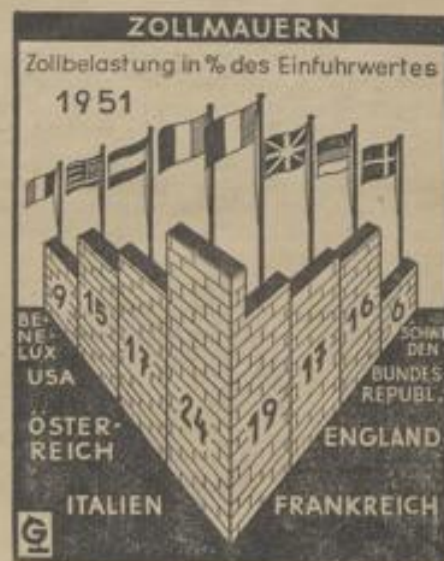 ZOLLMAUERN
Zollbelastung in % des Einfuhrwertes
1951
9
15
17
24
19
17
16
6
BE-
NE-
LUX
USA
ÖSTER-
REICH
ITALIEN
SCHWE
DEN
BUNDES
REPUBL.
ENGLAND
FRANKREICH
G